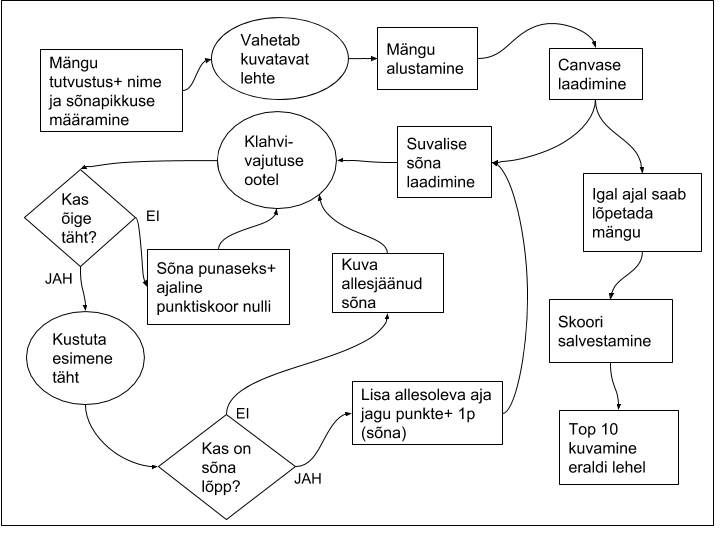 Mängu
tutvustus+ nime
ja sõnapikkuse
määramine
Vahetab
kuvatavat
lehte
Mängu
alustamine
Canvase
laadimine
Igal ajal saab
lõpetada
mängu
Skoori
salvestamine
Top 10
kuvamine
eraldi lehel
Suvalise
sõna
laadimine
Klahvi-
vajutuse
ootel
Kas
õige
täht?
EI
JAH
Sõna punaseks+
ajaline
punktiskoor nulli
Kuva
allesjäänud
sõna
Kustuta
esimene
täht
Kas on
sõna
lõpp?
EI
JAH
Lisa allesoleva aja
jagu punkte+ 1p
(sõna)